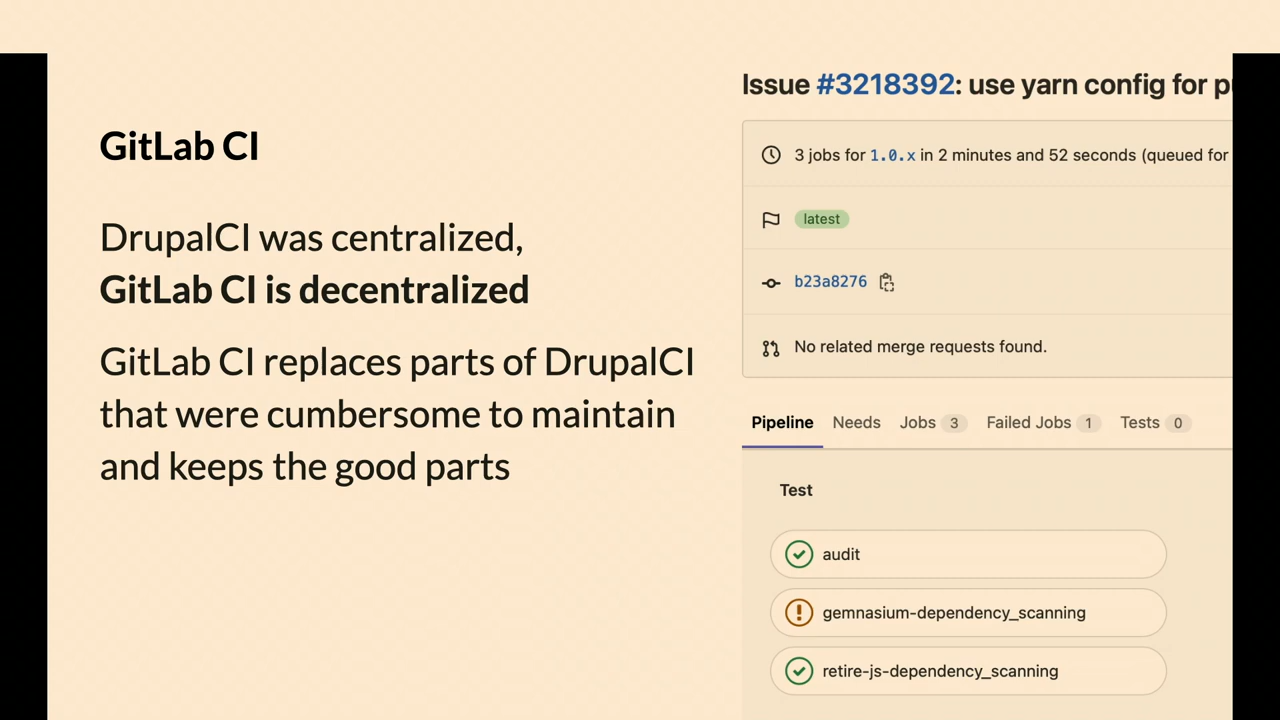 GitLab CI
DrupalCI was centralized,
GitLab CI is decentralized
GitLab CI replaces parts of DrupalCI
that were cumbersome to maintain
and keeps the good parts
Issue #3218392: use yarn config for
3 jobs for 1.0.x in 2 minutes and 52 seconds (queued for
latest
b23a8276
No related merge requests found.
Pipeline Needs Jobs 3 Failed Jobs 1 Tests 0
Test
audit
gemnasium-dependency_scanning
retire-js-dependency_scanning